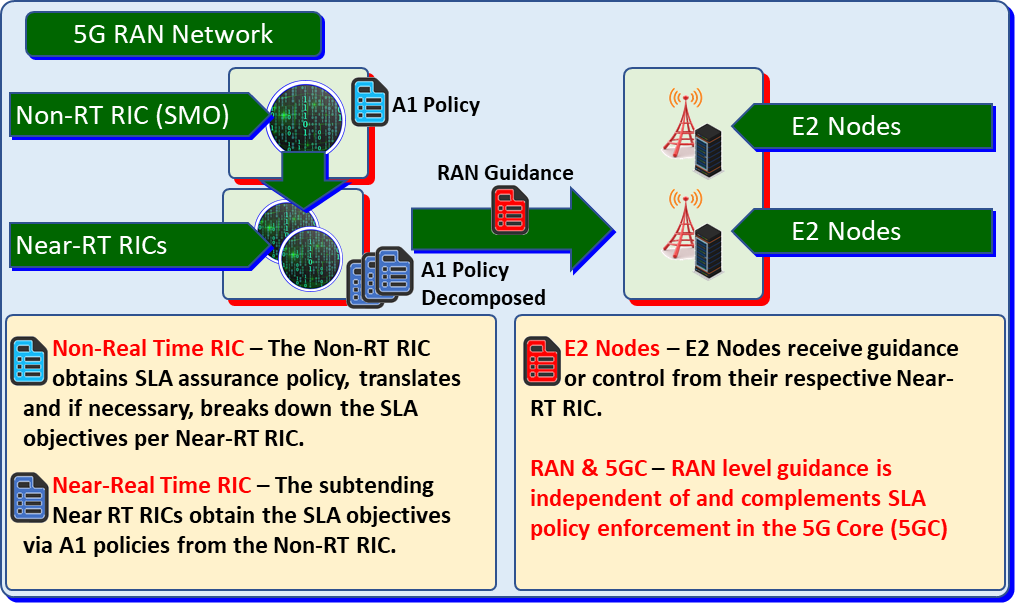 5G RAN Network
Non-RT RIC (SMO)
A1 Policy
E2 Nodes
RAN Guidance
Near-RT RICs
E2 Nodes
A1 Policy
Decomposed
Non-Real Time RIC – The Non-RT RIC
obtains SLA assurance policy, translates
and if necessary, breaks down the SLA
objectives per Near-RT RIC.
Near-Real Time RIC – The subtending
Near RT RICs obtain the SLA objectives
via A1 policies from the Non-RT RIC.
E2 Nodes – E2 Nodes receive guidance
or control from their respective Near-
RT RIC.
RAN & 5GC – RAN level guidance is
independent of and complements SLA
policy enforcement in the 5G Core (5GC)